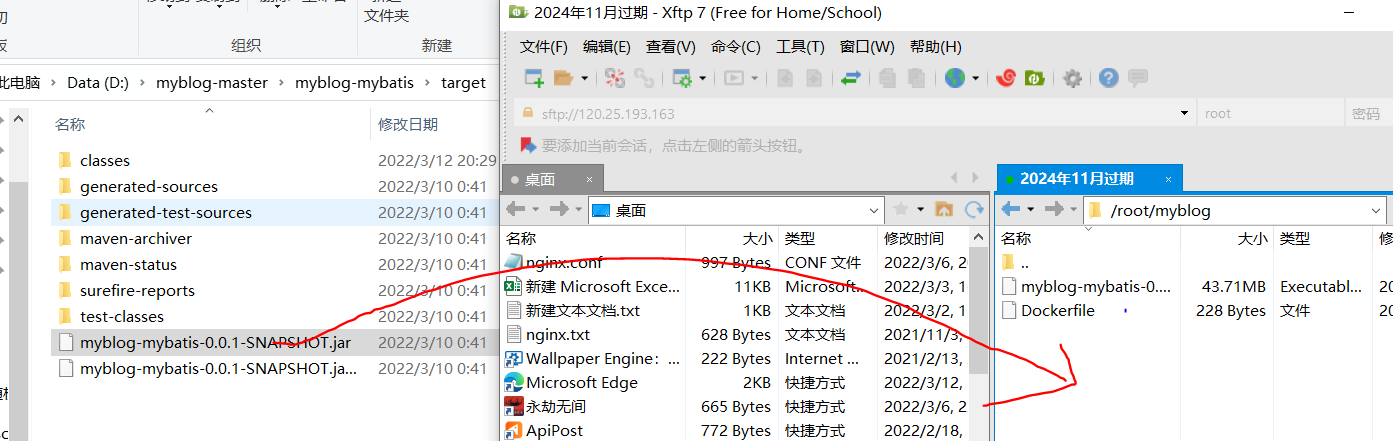 2024年11月过期 - Xftp 7 (Free for Home/School)
文件夹
组织
新建
文件(F) 编辑(E) 查看(V) 命令(C) 工具(T) 窗口(W) 帮助(H)
此电脑 Data (D:) myblog-master myblog-mybatis target
名称 修改日期
classes 2022/3/12 20:29
generated-sources 2022/3/10 0:41
generated-test-sources 2022/3/10 0:41
maven-archiver 2022/3/10 0:41
maven-status 2022/3/10 0:41
surefire-reports 2022/3/10 0:41
test-classes 2022/3/10 0:41
myblog-mybatis-0.0.1-SNAPSHOT.jar 2022/3/10 0:41
myblog-mybatis-0.0.1-SNAPSHOT.ja... 2022/3/10 0:41
sftp://120.25.193.163 root 密码
要添加当前会话，点击左侧的箭头按钮。
桌面
桌面
名称 大小 类型 修改时间
nginx.conf 997 Bytes CONF 文件 2022/3/6, 2
新建 Microsoft Exce... 11KB Microsoft... 2022/3/3, 1
新建文本文档.txt 1KB 文本文档 2022/3/2, 1
nginx.txt 628 Bytes 文本文档 2021/11/3,
Wallpaper Engine： ... 222 Bytes Internet ... 2021/2/13,
Microsoft Edge 2KB 快捷方式 2022/3/12,
永劫无间 665 Bytes 快捷方式 2022/3/6, 2
ApiPost 772 Bytes 快捷方式 2022/2/18,
2024年11月过期
/root/myblog
名称 大小 类型
..
myblog-mybatis-0.... 43.71MB Executabl... 20
Dockerfile 228 Bytes 文件 20